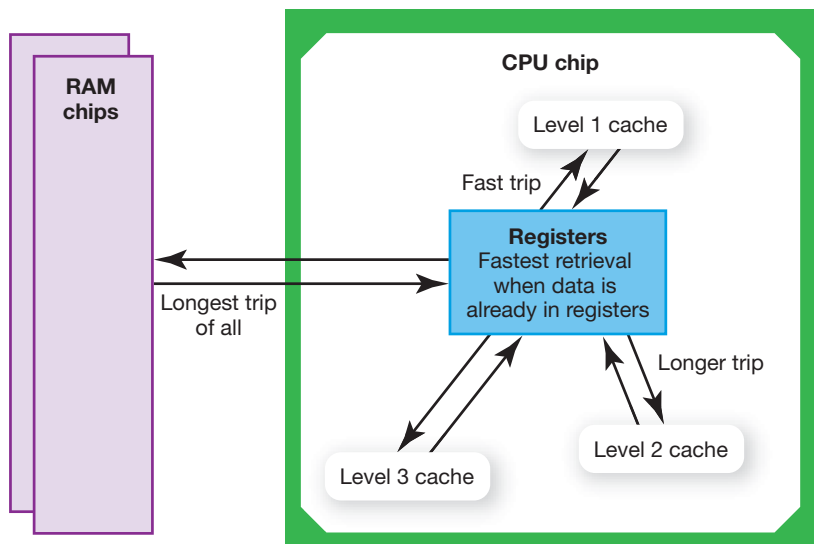 RAM
chips
CPU chip
Level 1 cache
Fast trip
Registers
Fastest retrieval
when data is
already in registers
Longest trip
of all
Longer trip
Level 2 cache
Level 3 cache